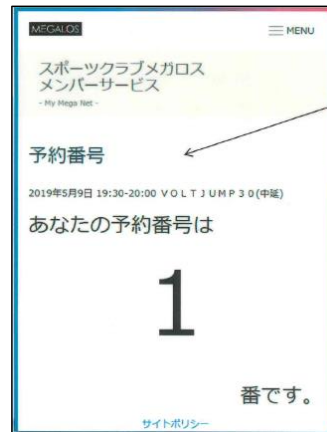 MEGALOS
MENU
スポーツクラブメガロス
メンバーサービス
- My Mega Net -
予約番号
2019年5月9日 19:30-20:00 ＶＯＬＴＪＵＭＰ３０(中延)
あなたの予約番号は
1
番です。
サイトポリシー